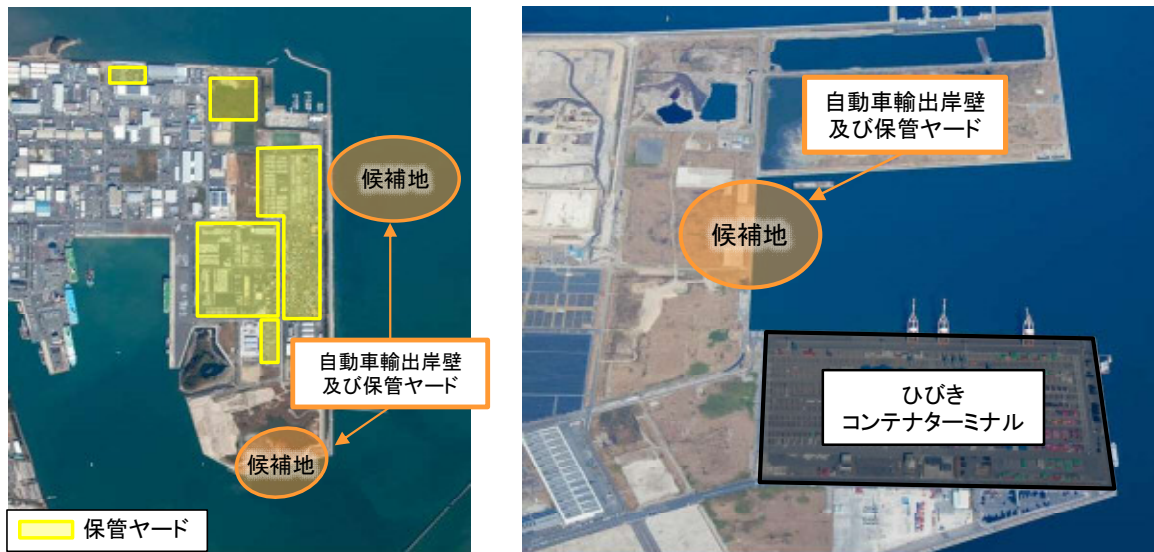 候補地
自動車輸出岸壁
及び保管ヤード
候補地
保管ヤード
自動車輸出岸壁
及び保管ヤード
候補地
ひびき
コンテナターミナル